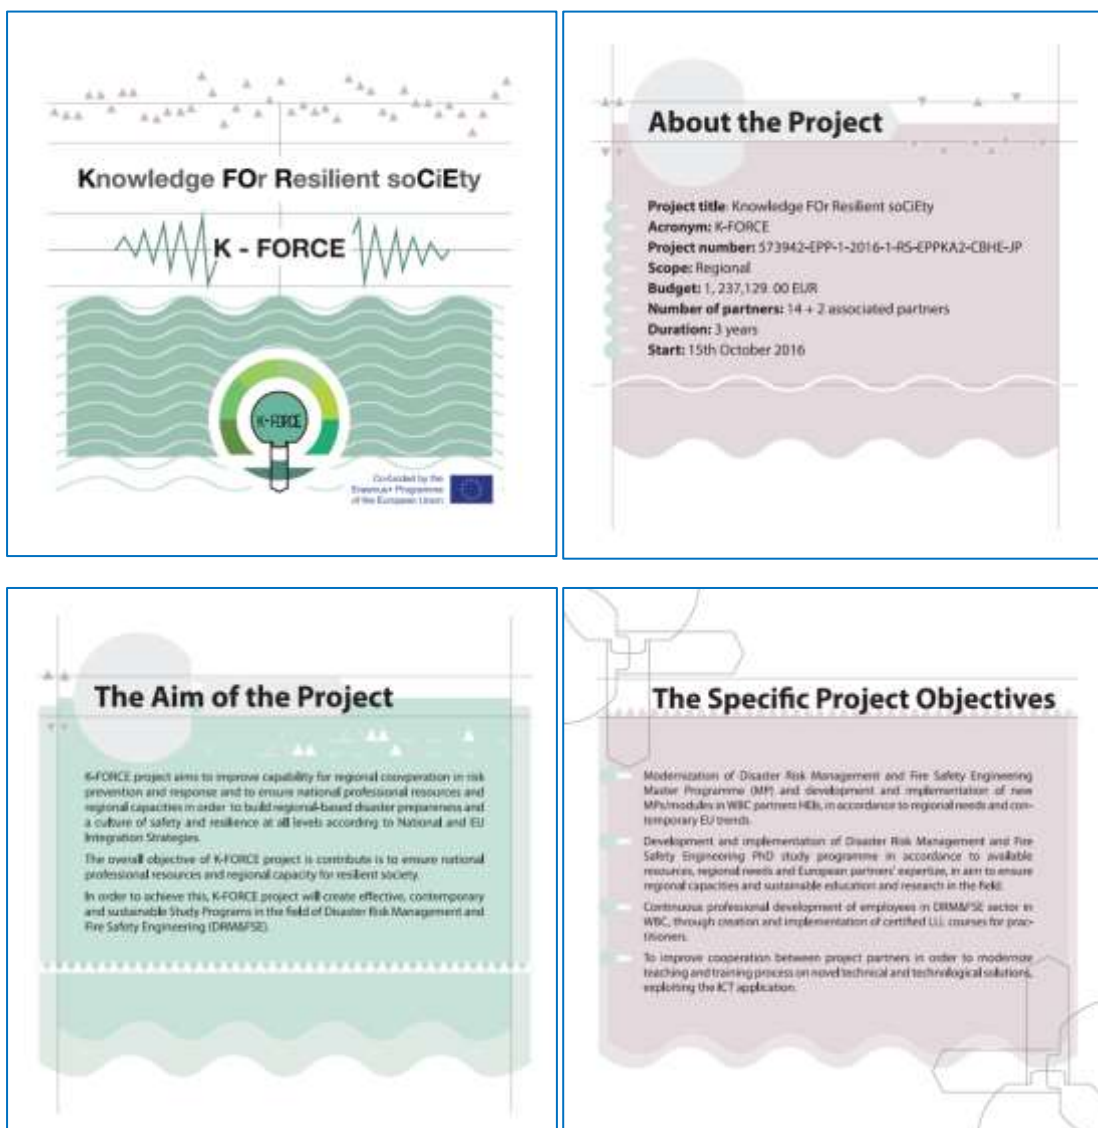 Knowledge FOr Resilient soCiEty
K - FORCE
K-FORCE
Co-funded by the
Erasmus+ Programme
of the European Union
About the Project
Project title: Knowledge FOr Resilient soCiEty
Acronym: K-FORCE
Project number: 573942-EPP-1-2016-1-RS-EPPKA2-CBHE-JP
Scope: Regional
Budget: 1, 237,129. 00 EUR
Number of partners: 14 + 2 associated partners
Duration: 3 years
Start: 15th October 2016
The Aim of the Project
K-FORCE project aims to improve capability for regional coovperation in risk
prevention and response and to ensure national professional resources and
regional capacities in order to build regional-based disaster prepareness and
a culture of safety and resilience at all levels according to National and EU
Integration Strategies.
The overall objective of K-FORCE project is contribute is to ensure national
professional resources and regional capacity for resilient society.
In order to achieve this, K-FORCE project will create effective, contemporary
and sustainable Study Programs in the field of Disaster Risk Management and
Fire Safety Engineering (DRM&FSE).
The Specific Project Objectives
Modernization of Disaster Risk Management and Fire Safety Engineering
Master Programme (MP) and development and implementation of new
MPs/modules in WBC partners HEIs, in accordance to regional needs and con-
temporary EU trends.
Development and implementation of Disaster Risk Management and Fire
Safety Engineering PhD study programme in accordance to available
resources, regional needs and European partners' expertise, in aim to ensure
regional capacities and sustainable education and research in the field.
Continuous professional development of employees in DRM&FSE sector in
WBC, through creation and implementation of certified LLL courses for prac-
titioners.
To improve cooperation between project partners in order to modernize
teaching and training process on novel technical and technological solutions,
exploiting the ICT application.